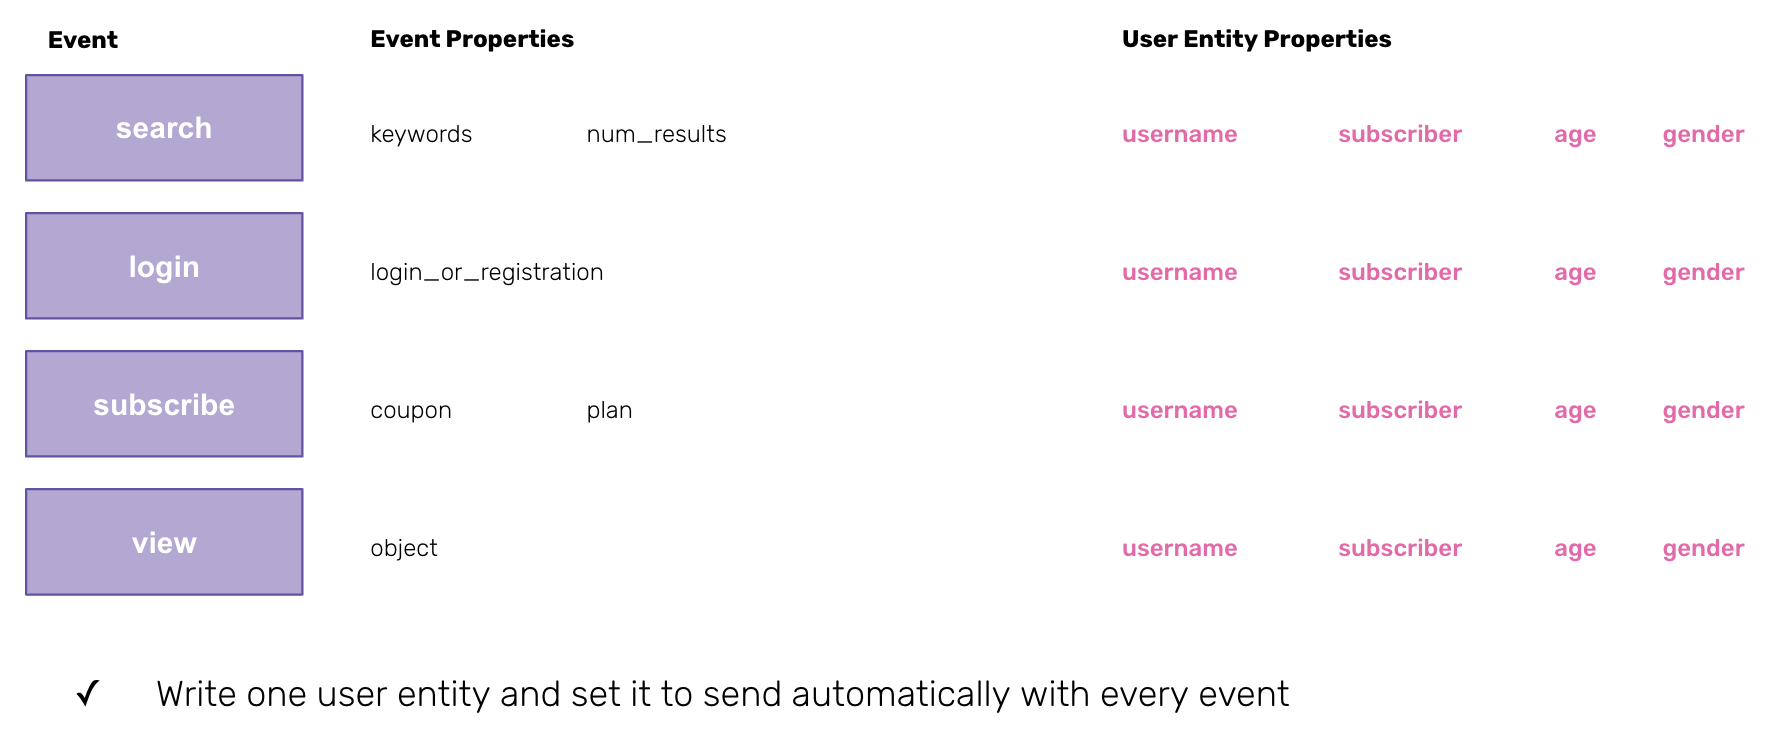 Event Event Properties User Entity Properties
search keywords num_results username subscriber age gender
login login_or_registration username subscriber age gender
subscribe coupon plan username subscriber age gender
view object username subscriber age gender
✓ Write one user entity and set it to send automatically with every event